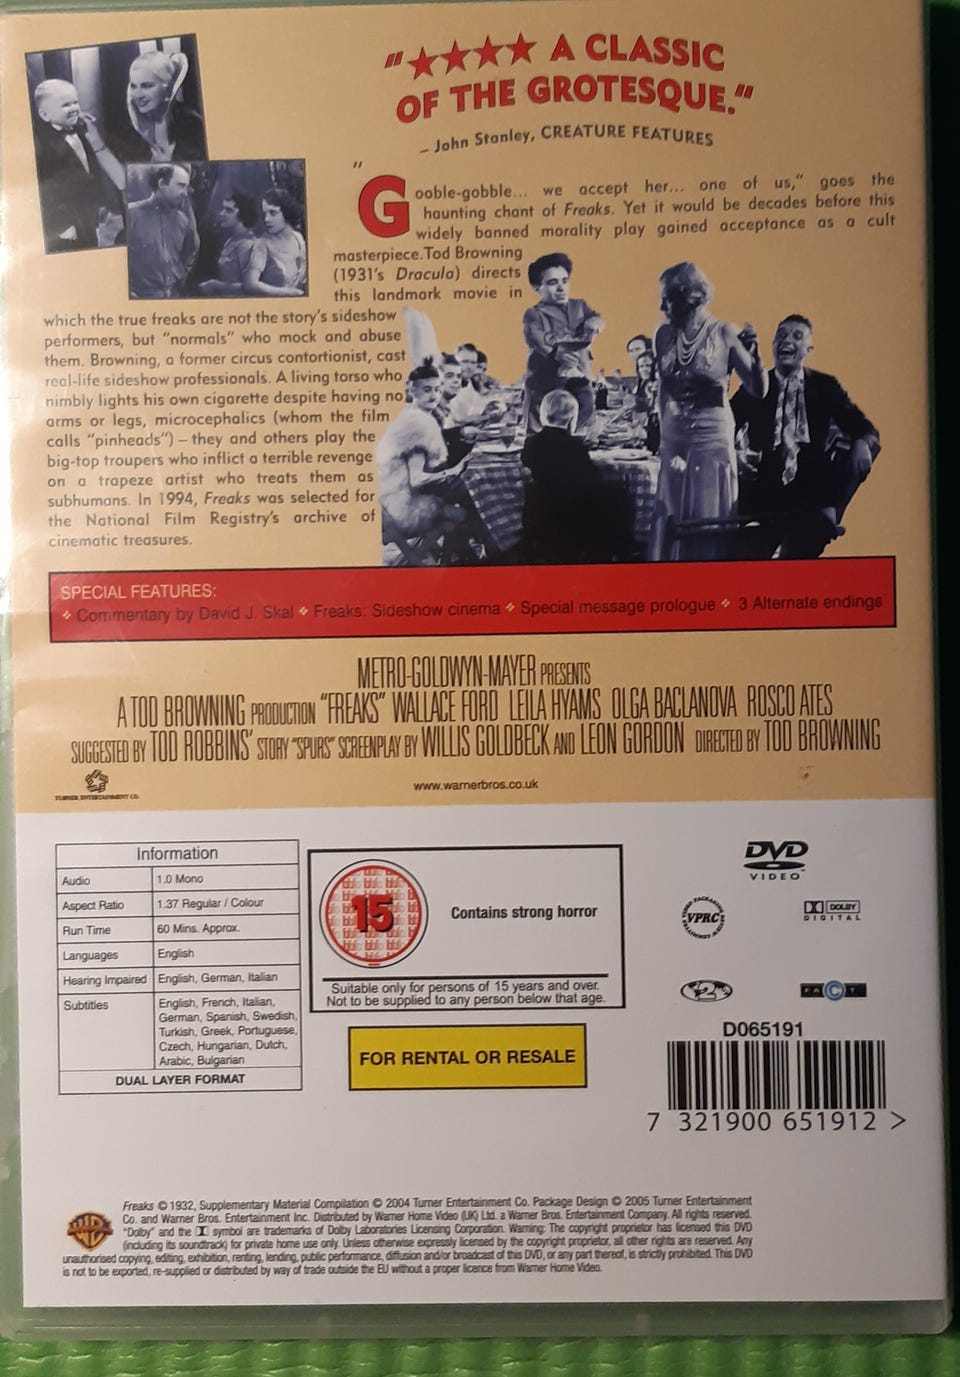 "★★★★ A CLASSIC
OF THE GROTESQUE."
– John Stanley, CREATURE FEATURES
"Gooble-gobble... we accept her... one of us," goes the
haunting chant of Freaks. Yet it would be decades before this
widely banned morality play gained acceptance as a cult
masterpiece. Tod Browning
(1931's Dracula) directs
this landmark movie in
which the true freaks are not the story's sideshow
performers, but "normals" who mock and abuse
them. Browning, a former circus contortionist, cast
real-life sideshow professionals. A living torso who
nimbly lights his own cigarette despite having no
arms or legs, microcephalics (whom the film
calls "pinheads") – they and others play the
big-top troupers who inflict a terrible revenge
on a trapeze artist who treats them as
subhumans. In 1994, Freaks was selected for
the National Film Registry's archive of
cinematic treasures.
SPECIAL FEATURES:
❖ Commentary by David J. Skal ❖ Freaks: Sideshow cinema ❖ Special message prologue ❖ 3 Alternate endings
METRO-GOLDWYN-MAYER PRESENTS
A TOD BROWNING PRODUCTION "FREAKS" WALLACE FORD LEILA HYAMS OLGA BACLANOVA ROSCO ATES
SUGGESTED BY TOD ROBBINS' STORY "SPURS" SCREENPLAY BY WILLIS GOLDBECK AND LEON GORDON DIRECTED BY TOD BROWNING
TURNER ENTERTAINMENT CO.
www.warnerbros.co.uk
Information
Audio 1.0 Mono
Aspect Ratio 1.37 Regular / Colour
Run Time 60 Mins. Approx.
Languages English
Hearing Impaired English, German, Italian
Subtitles English, French, Italian,
German, Spanish, Swedish,
Turkish, Greek, Portuguese,
Czech, Hungarian, Dutch,
Arabic, Bulgarian
DUAL LAYER FORMAT
15
Contains strong horror
Suitable only for persons of 15 years and over.
Not to be supplied to any person below that age.
FOR RENTAL OR RESALE
DVD
VIDEO
VPRC
DOLBY
DIGITAL
2
FACT
D065191
7 321900 651912 >
WB
Freaks © 1932, Supplementary Material Compilation © 2004 Turner Entertainment Co. Package Design © 2005 Turner Entertainment
Co. and Warner Bros. Entertainment Inc. Distributed by Warner Home Video (UK) Ltd. a Warner Bros. Entertainment Company. All rights reserved.
"Dolby" and the symbol are trademarks of Dolby Laboratories Licensing Corporation. Warning: The copyright proprietor has licensed this DVD
(including its soundtrack) for private home use only. Unless otherwise expressly licensed by the copyright proprietor, all other rights are reserved. Any
unauthorised copying, editing, exhibition, renting, lending, public performance, diffusion and/or broadcast of this DVD, or any part thereof, is strictly prohibited. This DVD
is not to be exported, re-supplied or distributed by way of trade outside the EU without a proper licence from Warner Home Video.